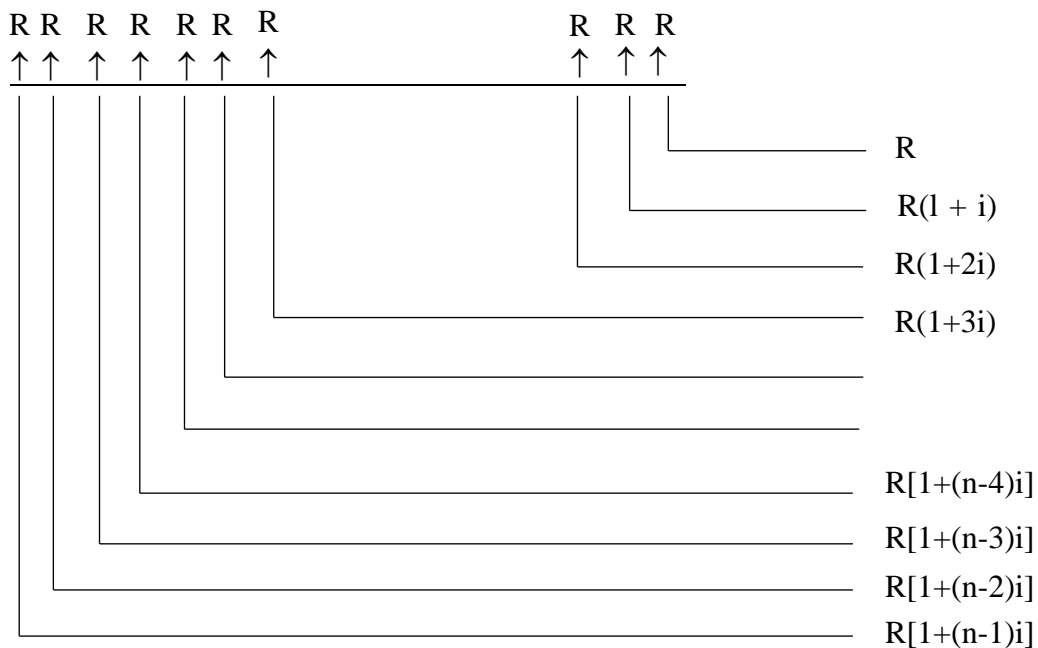 R R R R R R R R R R
R
R(l + i)
R(1+2i)
R(1+3i)
R[1+(n-4)i]
R[1+(n-3)i]
R[1+(n-2)i]
R[1+(n-1)i]